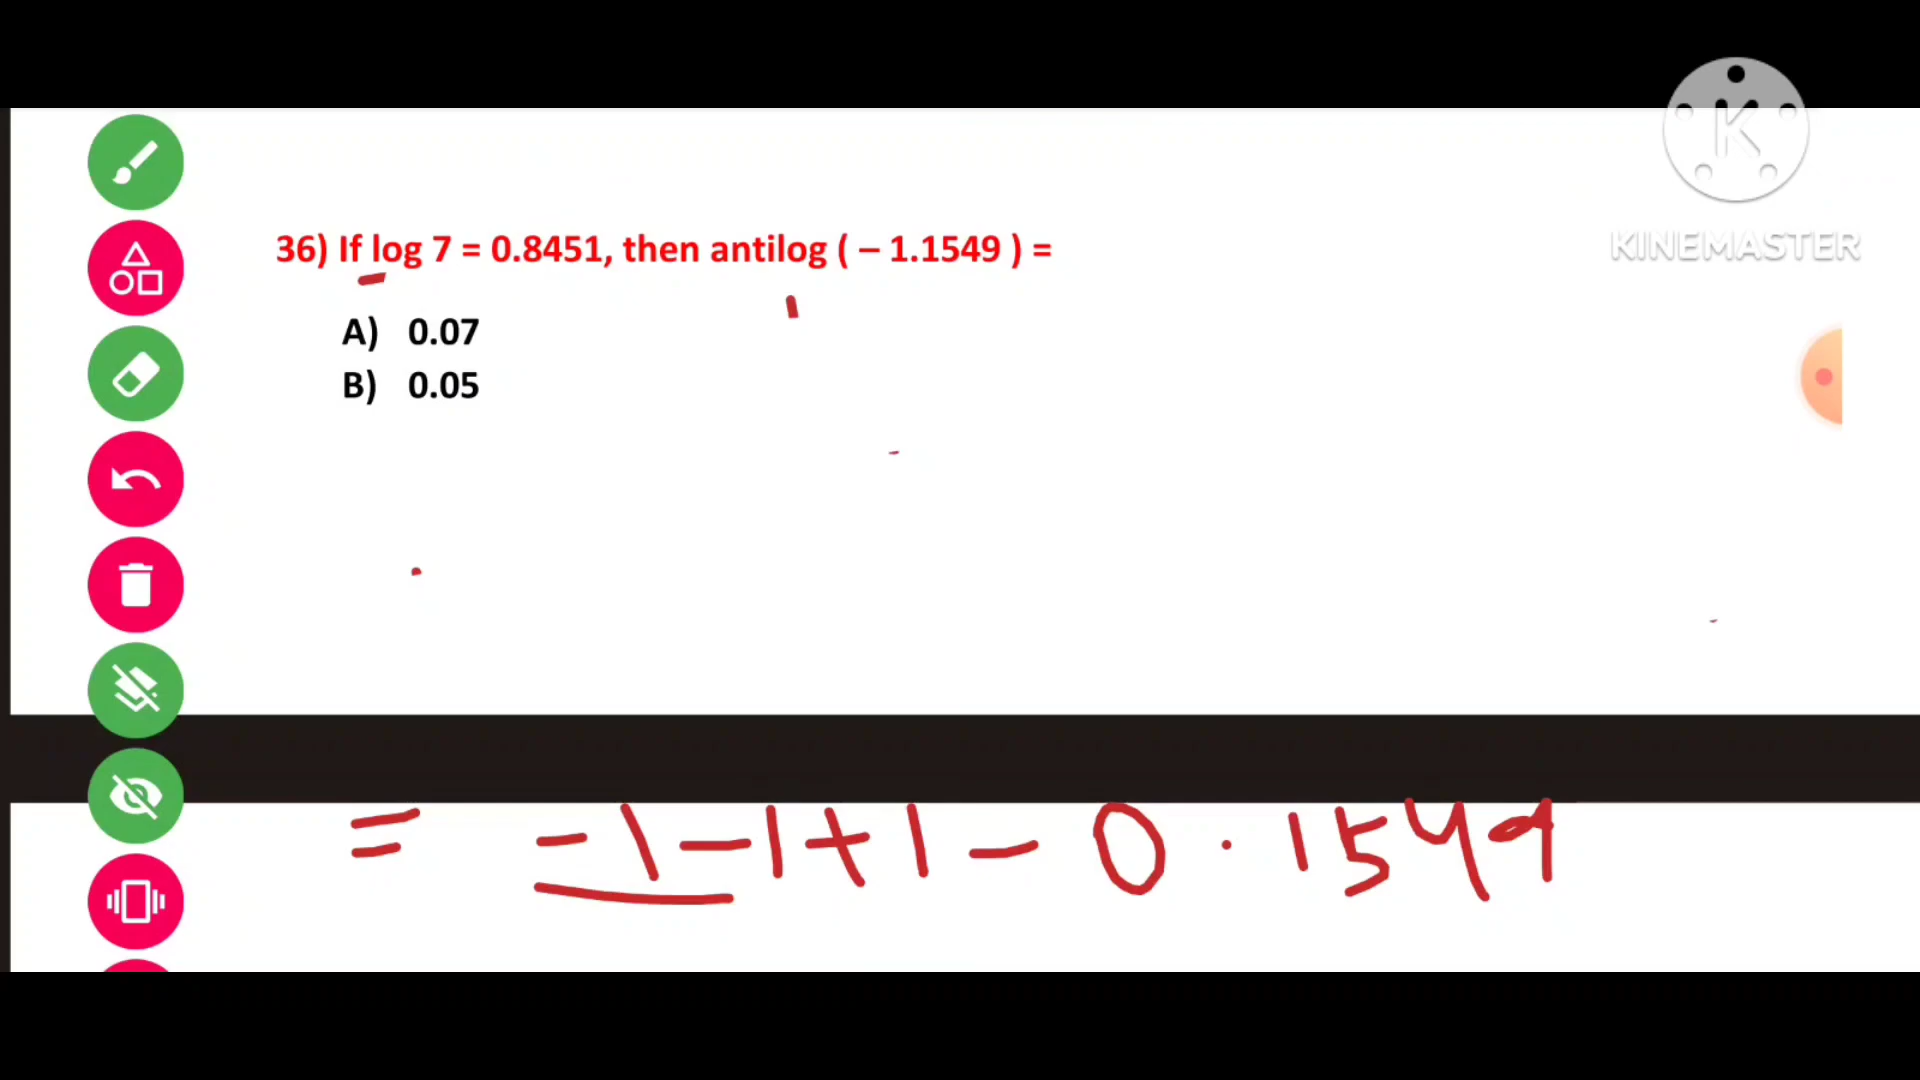 KINEMASTER
36) If log 7 = 0.8451, then antilog ( – 1.1549 ) =
A) 0.07
B) 0.05
= -1-1+1-0.1549